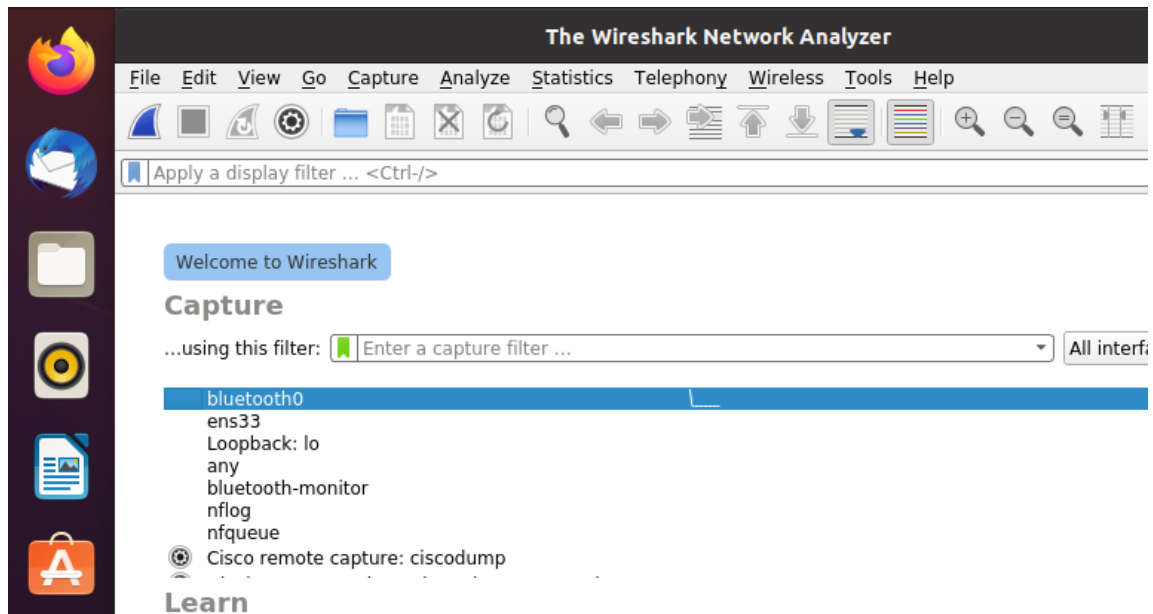 The Wireshark Network Analyzer
File Edit View Go Capture Analyze Statistics Telephony Wireless Tools Help
Apply a display filter ... <Ctrl-/>
Welcome to Wireshark
Capture
...using this filter: Enter a capture filter ... All interfa
bluetooth0
ens33
Loopback: lo
any
bluetooth-monitor
nflog
nfqueue
Cisco remote capture: ciscodump
Learn